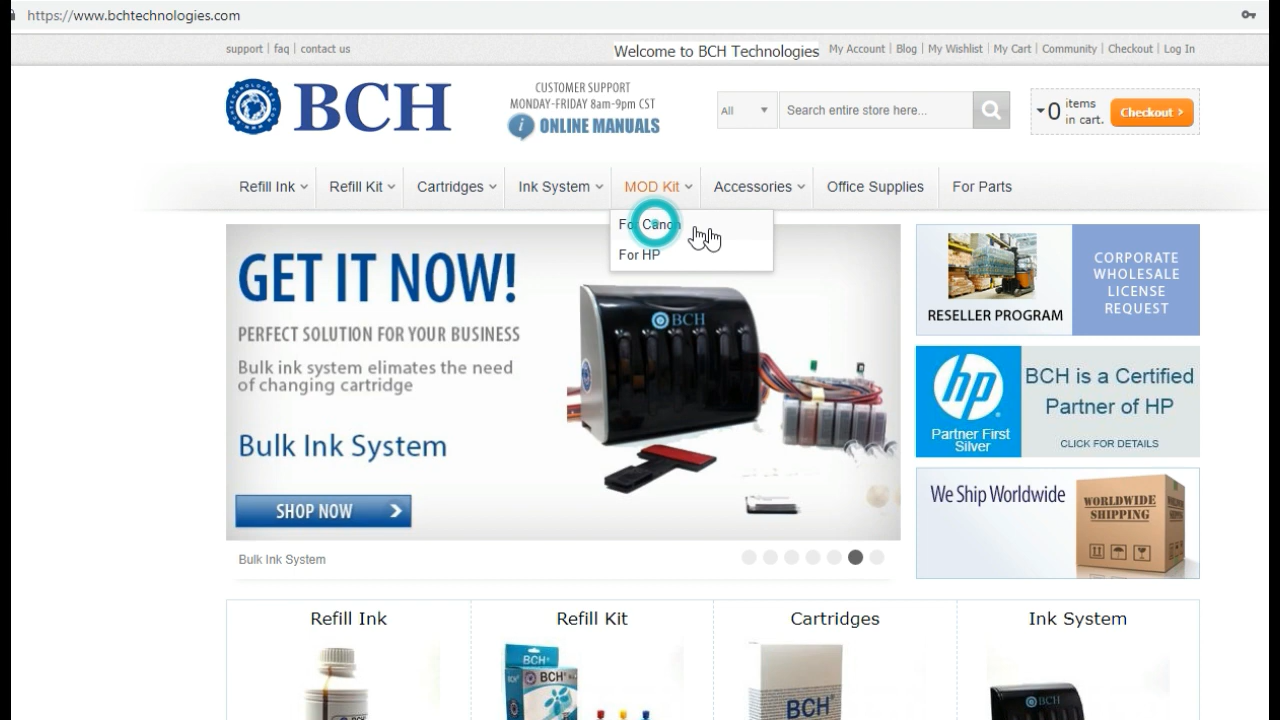 https://www.bchtechnologies.com
support | faq | contact us
Welcome to BCH Technologies
My Account | Blog | My Wishlist | My Cart | Community | Checkout | Log In
BCH
CUSTOMER SUPPORT
MONDAY-FRIDAY 8am-9pm CST
i ONLINE MANUALS
All
Search entire store here...
0 items in cart.
Checkout >
Refill Ink
Refill Kit
Cartridges
Ink System
MOD Kit
Accessories
Office Supplies
For Parts
For Canon
For HP
GET IT NOW!
PERFECT SOLUTION FOR YOUR BUSINESS
Bulk ink system elimates the need
of changing cartridge
Bulk Ink System
SHOP NOW
BCH
RESELLER PROGRAM
CORPORATE
WHOLESALE
LICENSE
REQUEST
hp
Partner First
Silver
BCH is a Certified
Partner of HP
CLICK FOR DETAILS
We Ship Worldwide
WORLDWIDE
SHIPPING
Bulk Ink System
Refill Ink
Refill Kit
Cartridges
Ink System
BCH
BCH
BCH
BCH